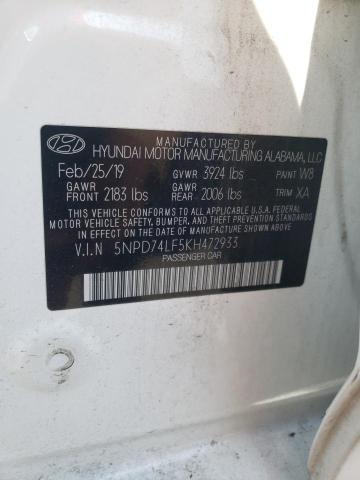 MANUFACTURED BY
HYUNDAI MOTOR MANUFACTURING ALABAMA, LLC
Feb/25/19 GVWR 3924 lbs PAINT W8
GAWR FRONT 2183 lbs GAWR REAR 2006 lbs TRIM XA
THIS VEHICLE CONFORMS TO ALL APPLICABLE U.S.A. FEDERAL
MOTOR VEHICLE SAFETY, BUMPER, AND THEFT PREVENTION
STANDARDS IN EFFECT ON THE DATE OF MANUFACTURE SHOWN ABOVE.
V.I.N 5NPD74LF5KH472933
PASSENGER CAR